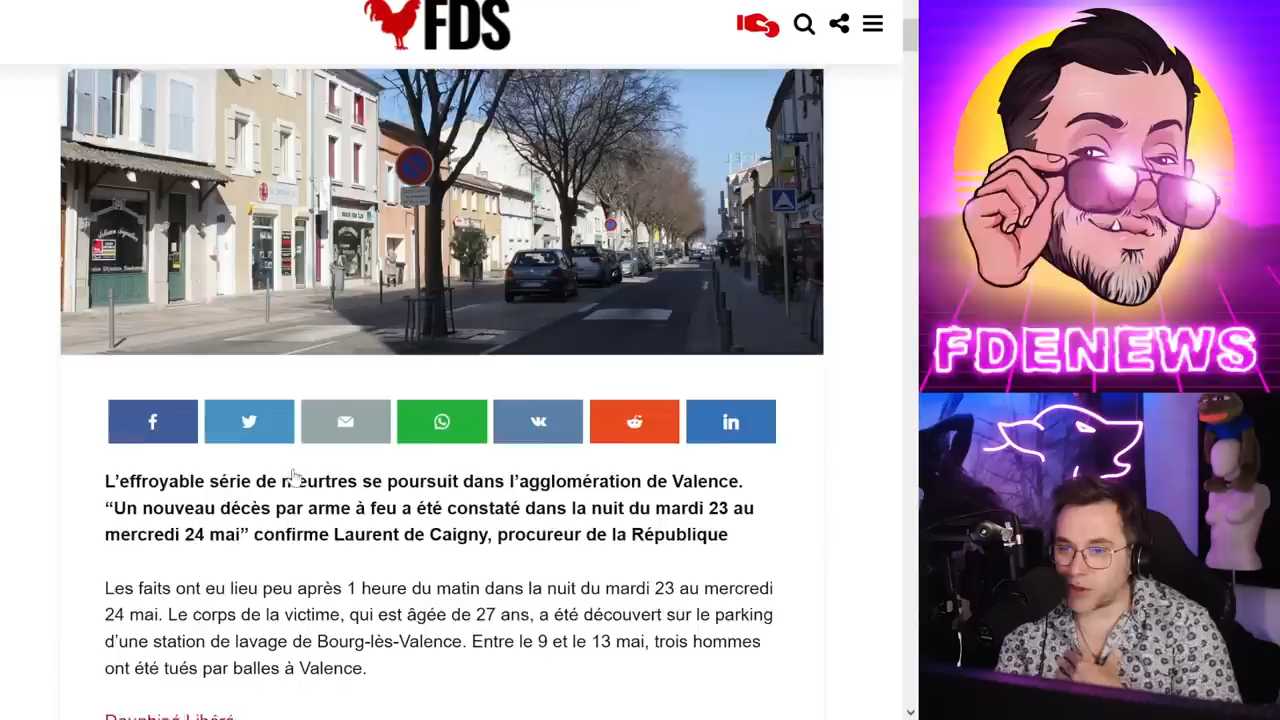 FDS
L’effroyable série de meurtres se poursuit dans l’agglomération de Valence.
“Un nouveau décès par arme à feu a été constaté dans la nuit du mardi 23 au
mercredi 24 mai” confirme Laurent de Caigny, procureur de la République
Les faits ont eu lieu peu après 1 heure du matin dans la nuit du mardi 23 au mercredi
24 mai. Le corps de la victime, qui est âgée de 27 ans, a été découvert sur le parking
d’une station de lavage de Bourg-lès-Valence. Entre le 9 et le 13 mai, trois hommes
ont été tués par balles à Valence.
Dauphiné Libéré
FDENEWS